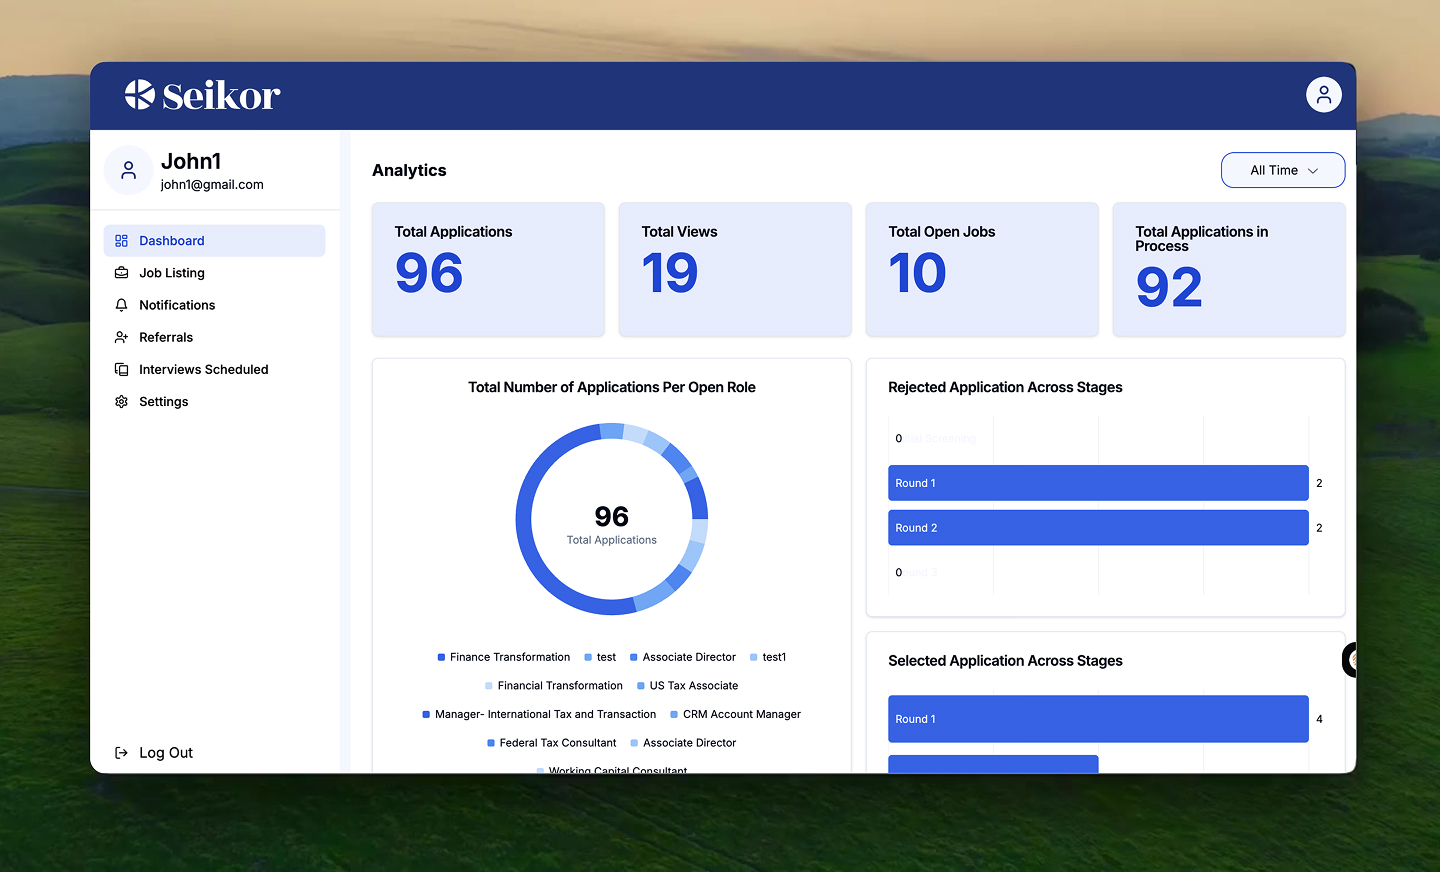 Seikor
John1
john1@gmail.com
Dashboard
Job Listing
Notifications
Referrals
Interviews Scheduled
Settings
Log Out
Analytics
All Time
Total Applications
96
Total Views
19
Total Open Jobs
10
Total Applications in
Process
92
Total Number of Applications Per Open Role
96
Total Applications
Finance Transformation test Associate Director test1
Financial Transformation US Tax Associate
Manager- International Tax and Transaction CRM Account Manager
Federal Tax Consultant Associate Director
Working Capital Consultant
Rejected Application Across Stages
0 Screening
Round 1 2
Round 2 2
0 3
Selected Application Across Stages
Round 1 4